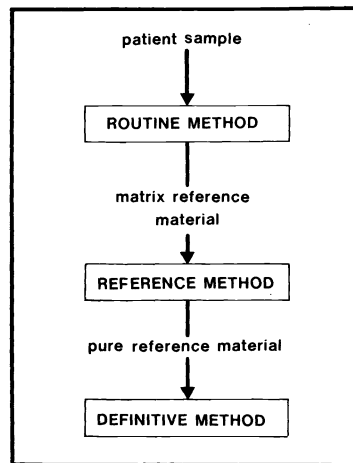 patient sample
ROUTINE METHOD
matrix reference
material
REFERENCE METHOD
pure reference material
DEFINITIVE METHOD